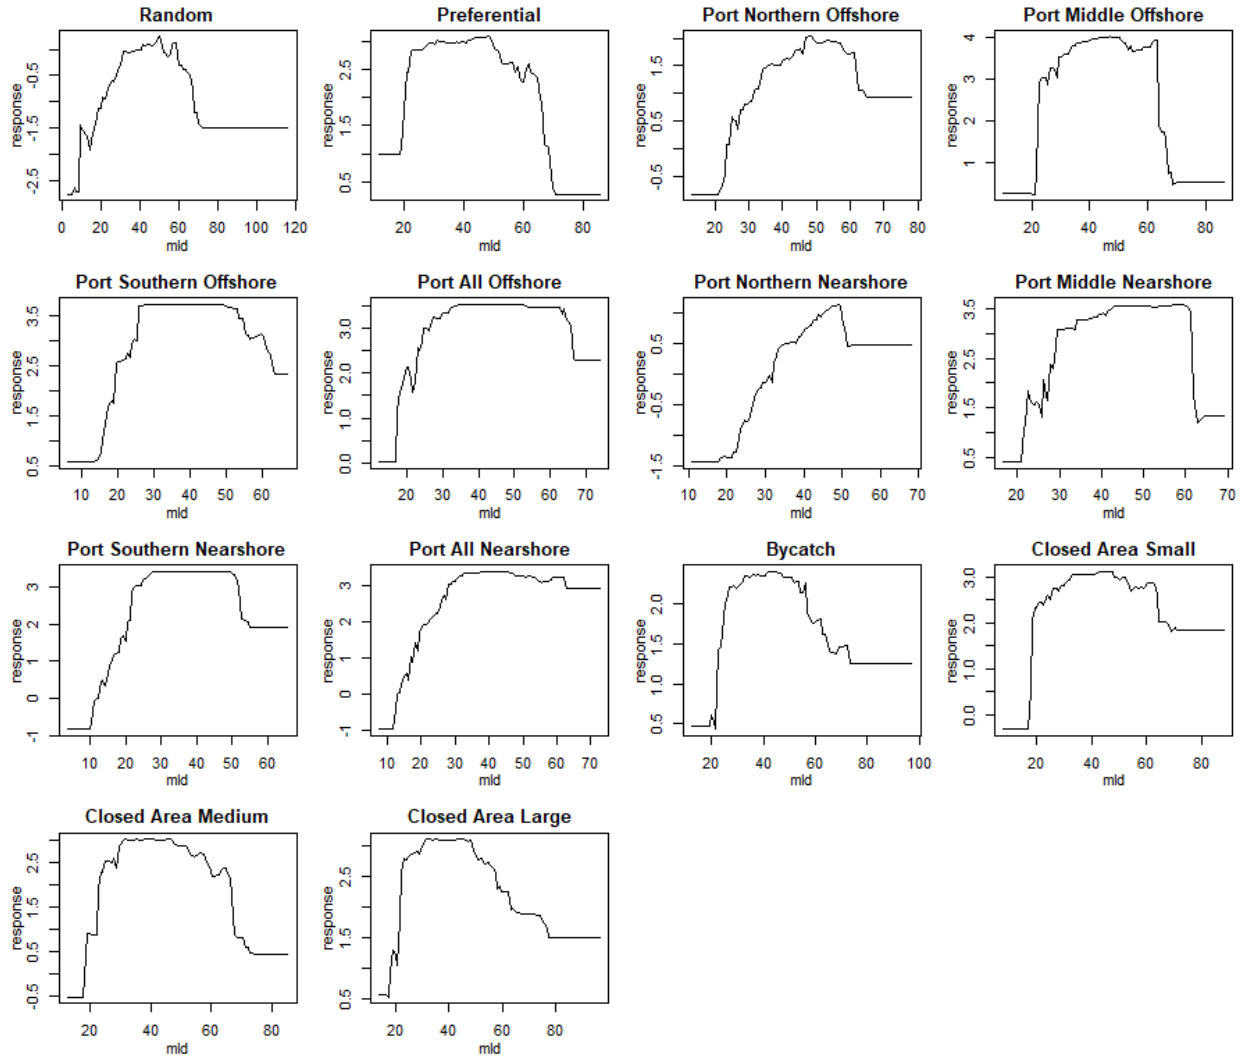 Random
Preferential
Port Northern Offshore
Port Middle Offshore
response
-2.5 -1.5 -0.5
0 20 40 60 80 100 120
mld
response
0.5 1.5 2.5
20 40 60 80
mld
response
-0.5 0.5 1.5
20 30 40 50 60 70 80
mld
response
1 2 3 4
20 40 60 80
mld
Port Southern Offshore
Port All Offshore
Port Northern Nearshore
Port Middle Nearshore
response
0.5 1.5 2.5 3.5
10 20 30 40 50 60
mld
response
0.0 1.0 2.0 3.0
20 30 40 50 60 70
mld
response
-1.5 -0.5 0.5
10 20 30 40 50 60 70
mld
response
0.5 1.5 2.5 3.5
20 30 40 50 60 70
mld
Port Southern Nearshore
Port All Nearshore
Bycatch
Closed Area Small
response
-1 0 1 2 3
10 20 30 40 50 60
mld
response
-1 0 1 2 3
10 20 30 40 50 60 70
mld
response
0.5 1.0 1.5 2.0
20 40 60 80 100
mld
response
0.0 1.0 2.0 3.0
20 40 60 80
mld
Closed Area Medium
Closed Area Large
response
-0.5 0.5 1.5 2.5
20 40 60 80
mld
response
0.5 1.5 2.5
20 40 60 80
mld